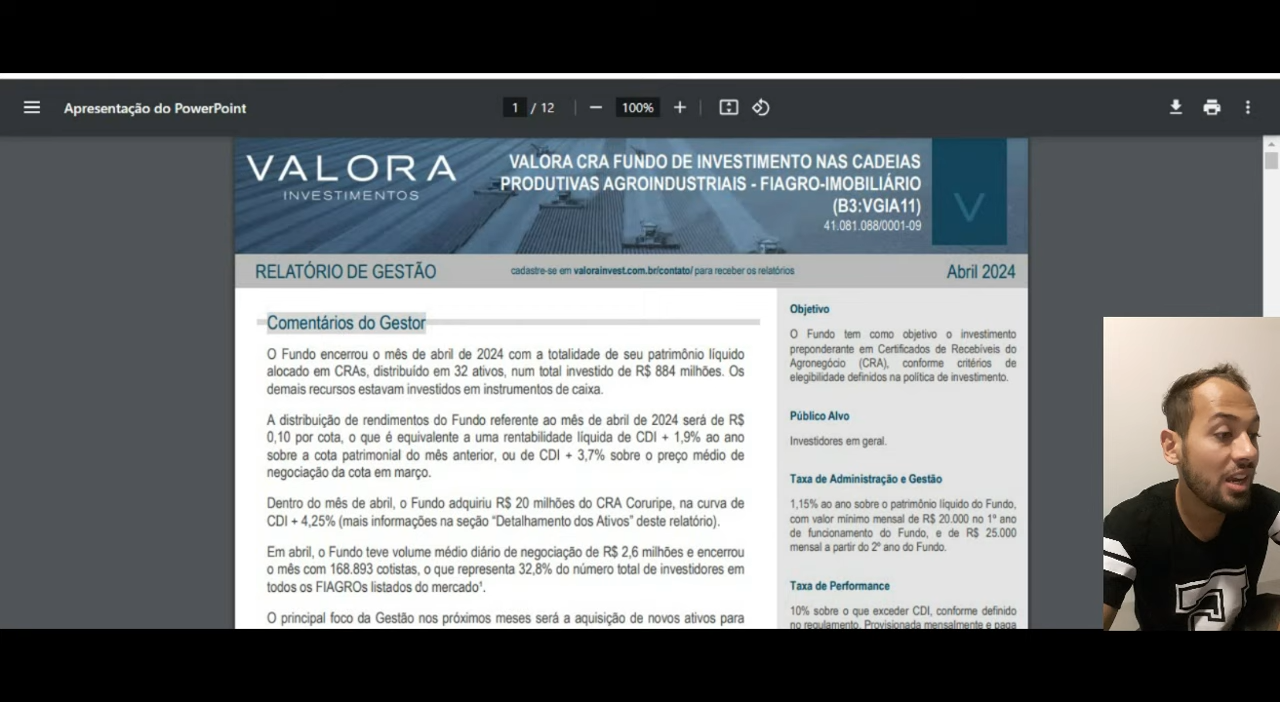 Apresentação do PowerPoint
1 / 12
100%
VALORA
INVESTIMENTOS
VALORA CRA FUNDO DE INVESTIMENTO NAS CADEIAS
PRODUTIVAS AGROINDUSTRIAIS - FIAGRO-IMOBILIÁRIO
(B3:VGIA11)
41.081.088/0001-09
V
RELATÓRIO DE GESTÃO
cadastre-se em valorainvest.com.br/contato/ para receber os relatórios
Abril 2024
Comentários do Gestor
O Fundo encerrou o mês de abril de 2024 com a totalidade de seu patrimônio líquido
alocado em CRAs, distribuído em 32 ativos, num total investido de R$ 884 milhões. Os
demais recursos estavam investidos em instrumentos de caixa.
A distribuição de rendimentos do Fundo referente ao mês de abril de 2024 será de R$
0,10 por cota, o que é equivalente a uma rentabilidade líquida de CDI + 1,9% ao ano
sobre a cota patrimonial do mês anterior, ou de CDI + 3,7% sobre o preço médio de
negociação da cota em março.
Dentro do mês de abril, o Fundo adquiriu R$ 20 milhões do CRA Coruripe, na curva de
CDI + 4,25% (mais informações na seção “Detalhamento dos Ativos” deste relatório).
Em abril, o Fundo teve volume médio diário de negociação de R$ 2,6 milhões e encerrou
o mês com 168.893 cotistas, o que representa 32,8% do número total de investidores em
todos os FIAGROs listados do mercado¹.
O principal foco da Gestão nos próximos meses será a aquisição de novos ativos para
Objetivo
O Fundo tem como objetivo o investimento
preponderante em Certificados de Recebíveis do
Agronegócio (CRA), conforme critérios de
elegibilidade definidos na política de investimento.
Público Alvo
Investidores em geral.
Taxa de Administração e Gestão
1,15% ao ano sobre o patrimônio líquido do Fundo,
com valor mínimo mensal de R$ 20.000 no 1º ano
de funcionamento do Fundo, e de R$ 25.000
mensal a partir do 2º ano do Fundo.
Taxa de Performance
10% sobre o que exceder CDI, conforme definido
no regulamento. Provisionada mensalmente e paga